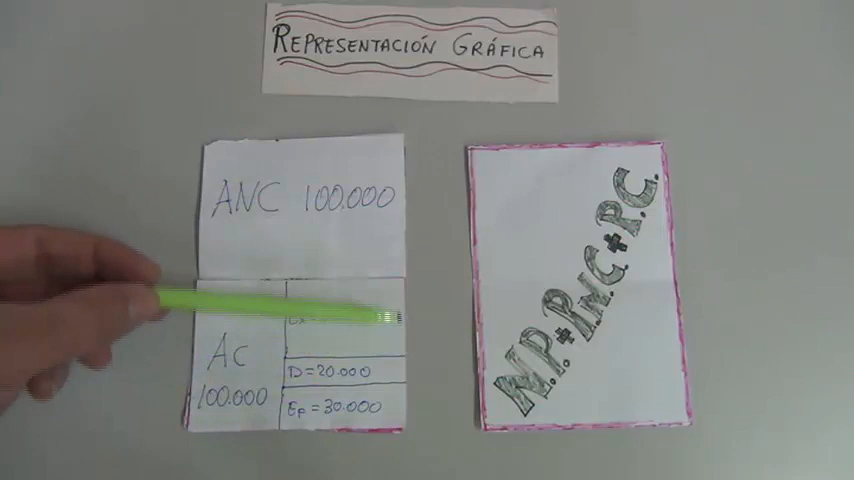 REPRESENTACIÓN GRÁFICA
ANC 100.000
AC
100.000
D=20.000
Ep=30.000
N.P.+P.N.C.+P.C.